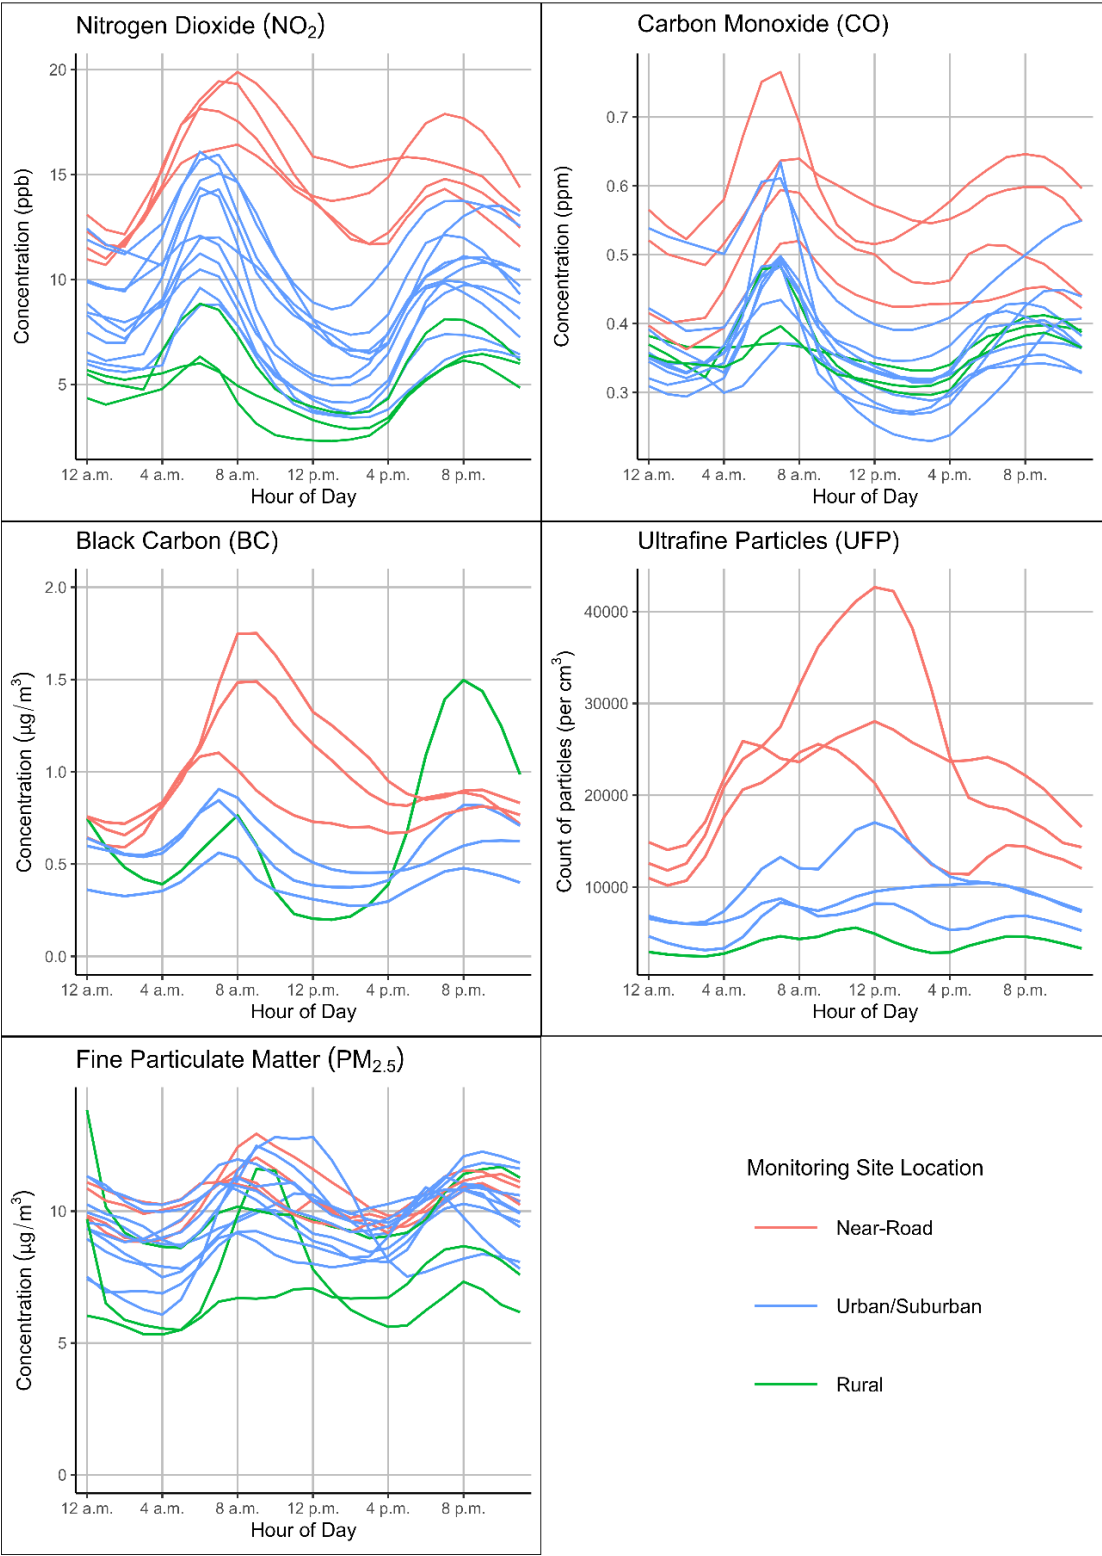 Nitrogen Dioxide (NO₂)
Concentration (ppb)
20
15
10
5
12 a.m. 4 a.m. 8 a.m. 12 p.m. 4 p.m. 8 p.m.
Hour of Day
Carbon Monoxide (CO)
Concentration (ppm)
0.7
0.6
0.5
0.4
0.3
12 a.m. 4 a.m. 8 a.m. 12 p.m. 4 p.m. 8 p.m.
Hour of Day
Black Carbon (BC)
Concentration (µg/m³)
2.0
1.5
1.0
0.5
0.0
12 a.m. 4 a.m. 8 a.m. 12 p.m. 4 p.m. 8 p.m.
Hour of Day
Ultrafine Particles (UFP)
Count of particles (per cm³)
40000
30000
20000
10000
12 a.m. 4 a.m. 8 a.m. 12 p.m. 4 p.m. 8 p.m.
Hour of Day
Fine Particulate Matter (PM₂.₅)
Concentration (µg/m³)
10
5
0
12 a.m. 4 a.m. 8 a.m. 12 p.m. 4 p.m. 8 p.m.
Hour of Day
Monitoring Site Location
Near-Road
Urban/Suburban
Rural